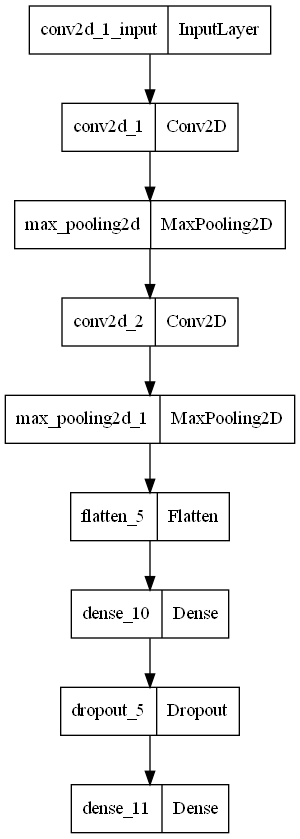 conv2d_1_input InputLayer
conv2d_1 Conv2D
max_pooling2d MaxPooling2D
conv2d_2 Conv2D
max_pooling2d_1 MaxPooling2D
flatten_5 Flatten
dense_10 Dense
dropout_5 Dropout
dense_11 Dense